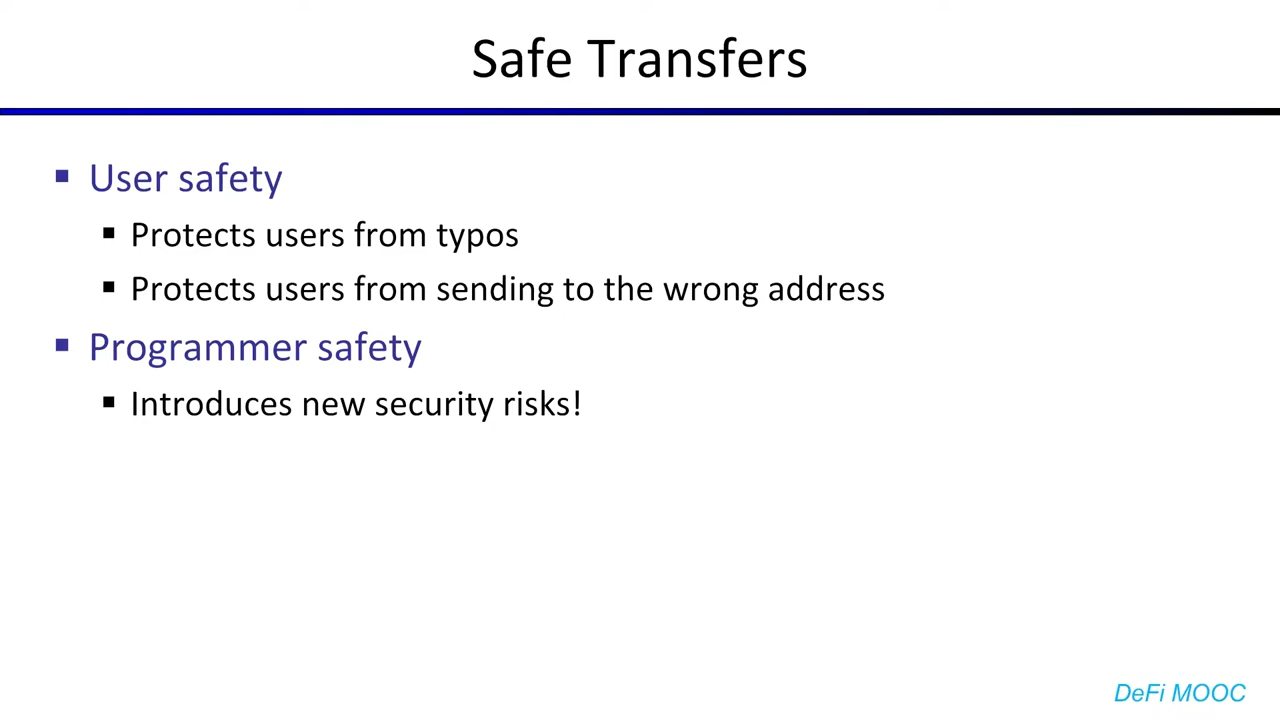 Safe Transfers
User safety
Protects users from typos
Protects users from sending to the wrong address
Programmer safety
Introduces new security risks!
DeFi MOOC